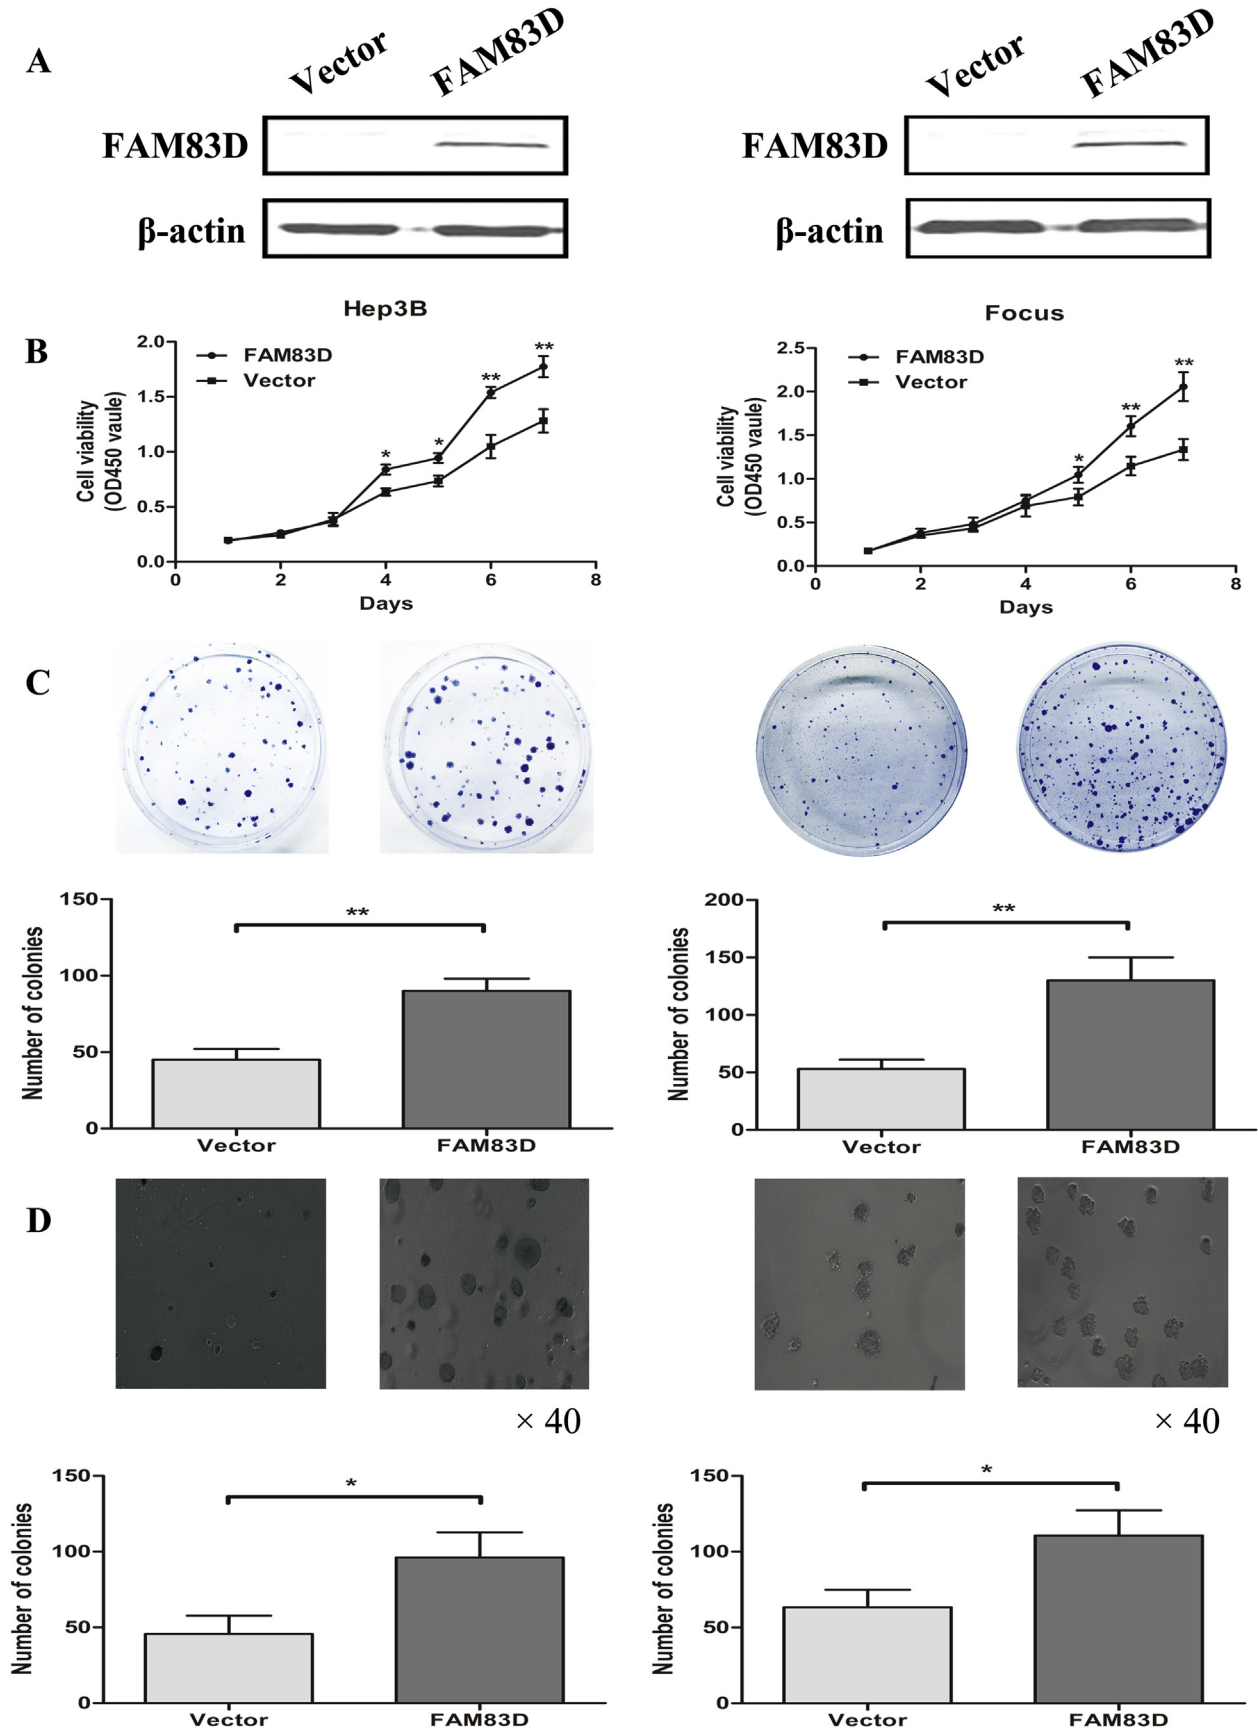 A
Vector FAM83D
FAM83D
β-actin
Vector FAM83D
FAM83D
β-actin
B
Hep3B
FAM83D
Vector
Cell viability
(OD450 vaule)
2.0
1.5
1.0
0.5
0.0
* * ** **
0 2 4 6 8
Days
Focus
FAM83D
Vector
Cell viability
(OD450 vaule)
2.5
2.0
1.5
1.0
0.5
0.0
* ** **
0 2 4 6 8
Days
C
Number of colonies
150
100
50
0
**
Vector FAM83D
Number of colonies
200
150
100
50
0
**
Vector FAM83D
D
× 40
× 40
Number of colonies
150
100
50
0
*
Vector FAM83D
Number of colonies
150
100
50
0
*
Vector FAM83D